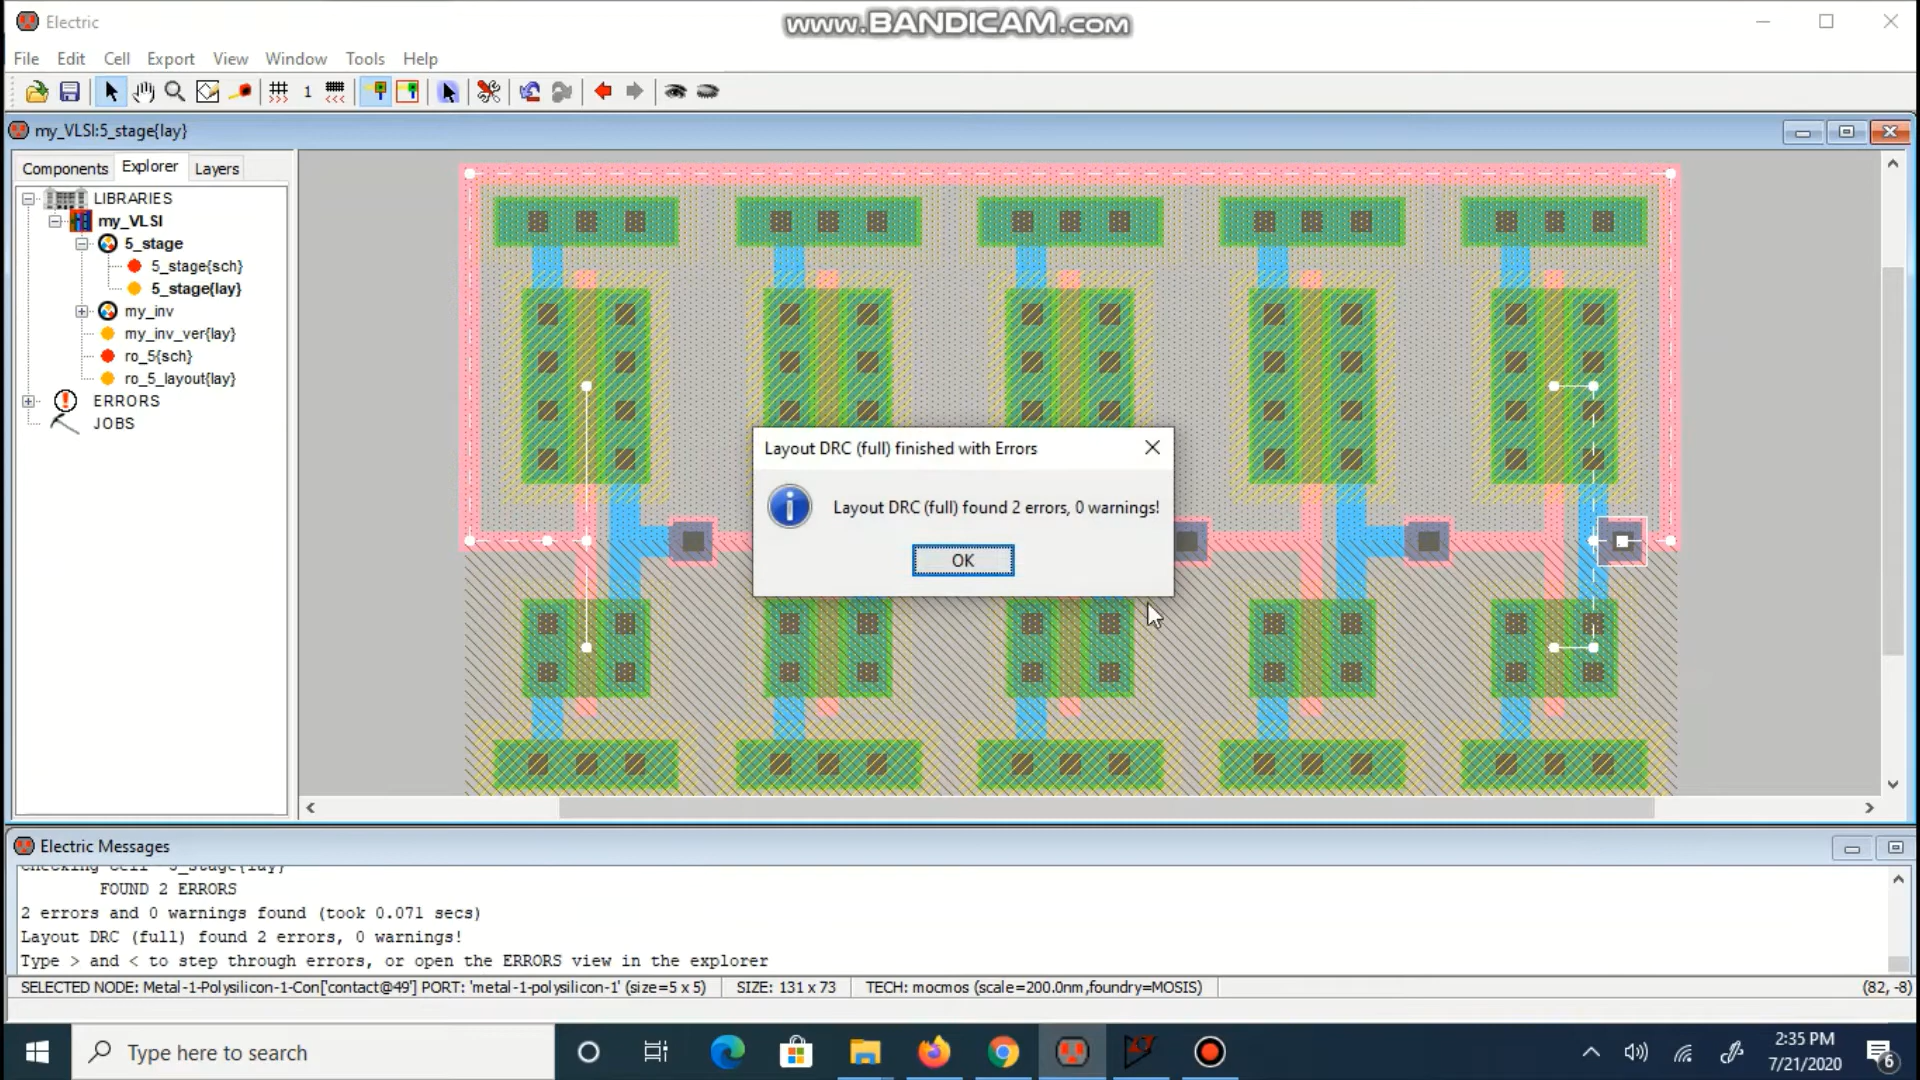 Electric
www.BANDICAM.com
File Edit Cell Export View Window Tools Help
1
my_VLSI:5_stage{lay}
Components Explorer Layers
LIBRARIES
my_VLSI
5_stage
5_stage{sch}
5_stage{lay}
my_inv
my_inv_ver{lay}
ro_5{sch}
ro_5_layout{lay}
ERRORS
JOBS
Layout DRC (full) finished with Errors
Layout DRC (full) found 2 errors, 0 warnings!
OK
Electric Messages
Checking cell '5_stage{lay}'
FOUND 2 ERRORS
2 errors and 0 warnings found (took 0.071 secs)
Layout DRC (full) found 2 errors, 0 warnings!
Type > and < to step through errors, or open the ERRORS view in the explorer
SELECTED NODE: Metal-1-Polysilicon-1-Con['contact@49'] PORT: 'metal-1-polysilicon-1' (size=5 x 5) SIZE: 131 x 73 TECH: mocmos (scale=200.0nm,foundry=MOSIS) (82, -8)
Type here to search
2:35 PM
7/21/2020
6